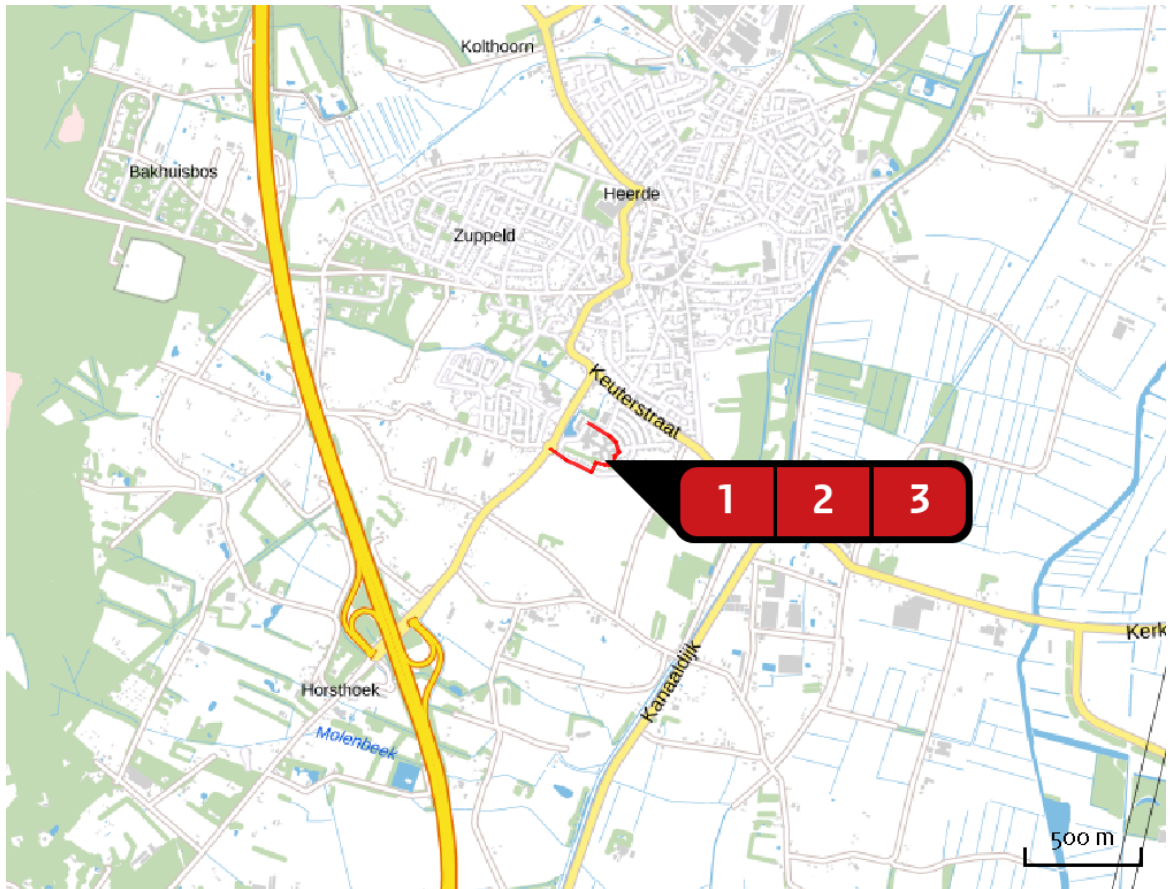 Kolthoorn
Bakhuisbos
Heerde
Zuppeld
Keuterstraat
1 2 3
Kerk
Kanaaldijk
Horsthoek
Molenbeek
500 m